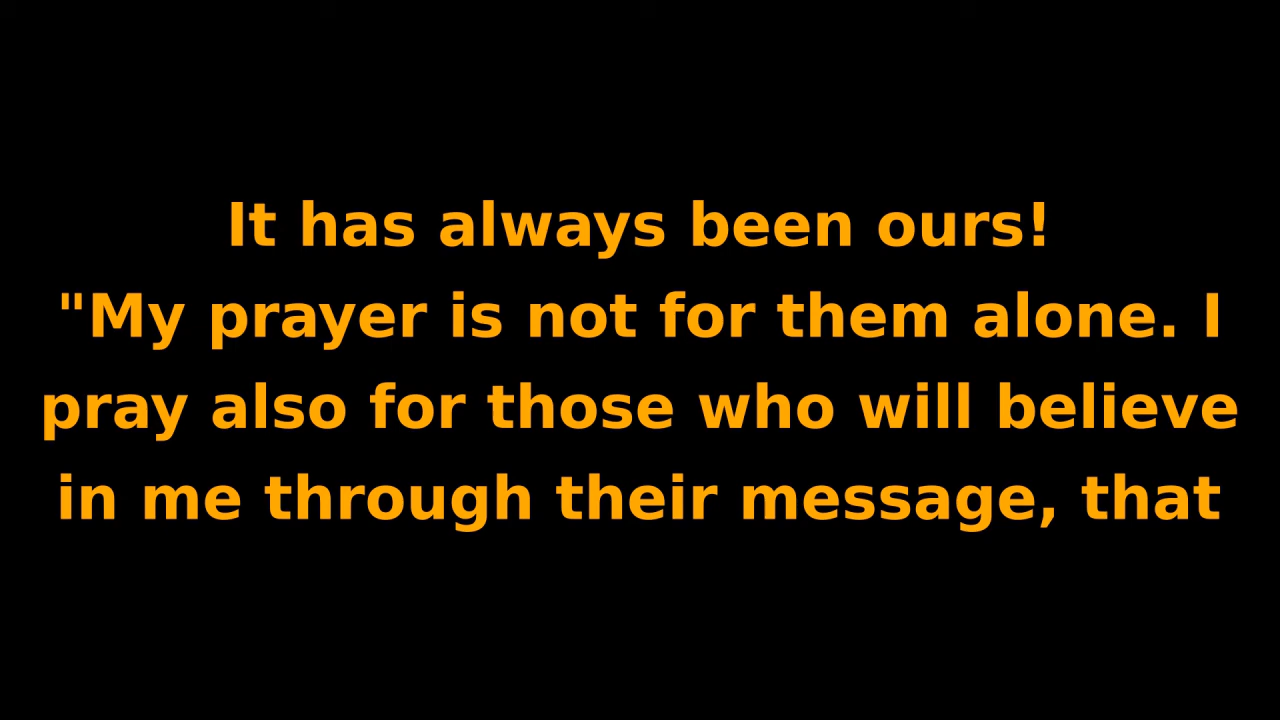 It has always been ours!
"My prayer is not for them alone. I
pray also for those who will believe
in me through their message, that